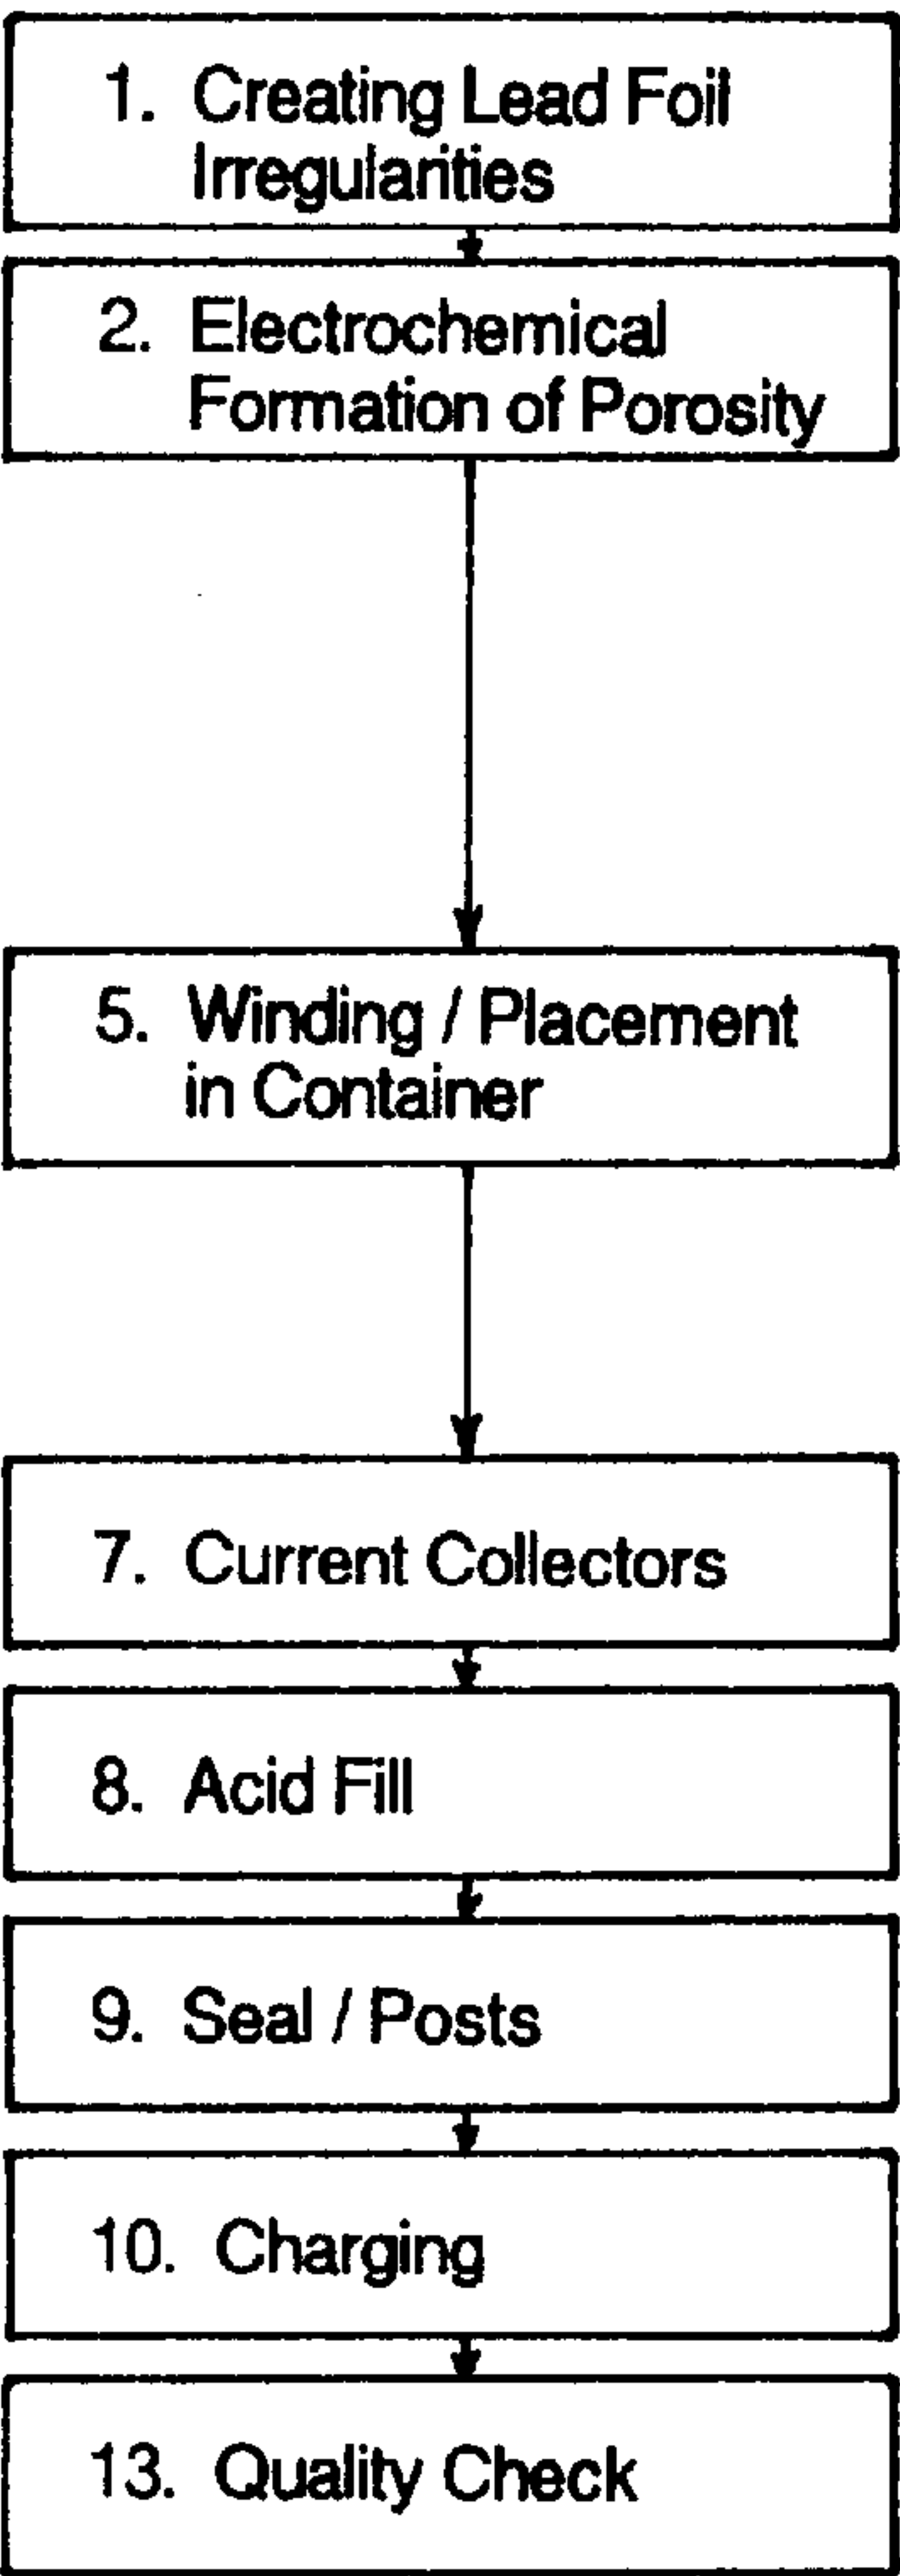 1. Creating Lead Foil
Irregularities
2. Electrochemical
Formation of Porosity
5. Winding / Placement
in Container
7. Current Collectors
8. Acid Fill
9. Seal / Posts
10. Charging
13. Quality Check